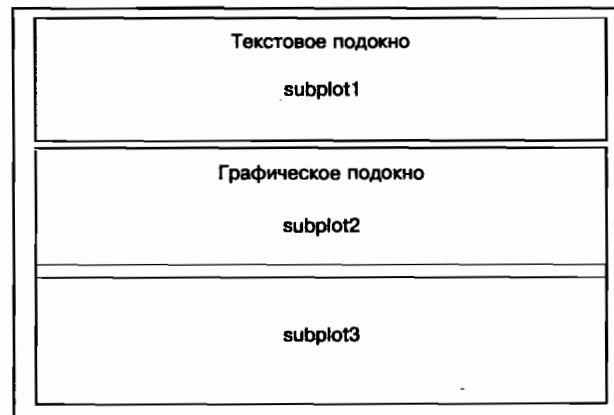 Текстовое подокно
subplot1
Графическое подокно
subplot2
subplot3